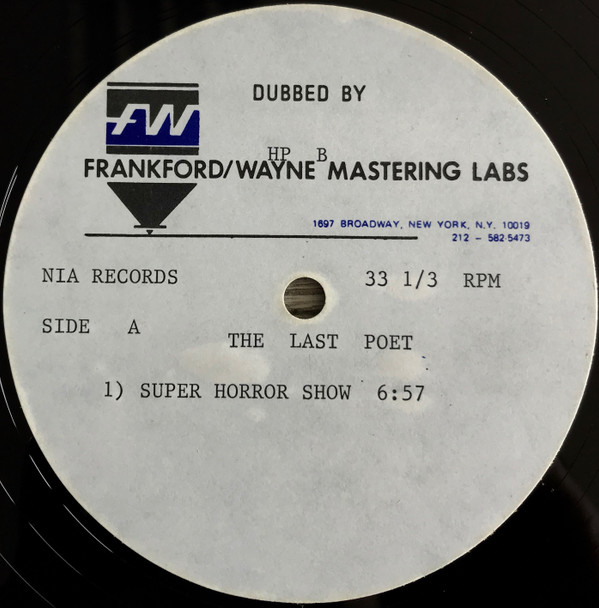 DUBBED BY
FW
HP B
FRANKFORD/WAYNE MASTERING LABS
1697 BROADWAY, NEW YORK, N.Y. 10019
212 - 582-5473
NIA RECORDS 33 1/3 RPM
SIDE A
THE LAST POET
1) SUPER HORROR SHOW 6:57